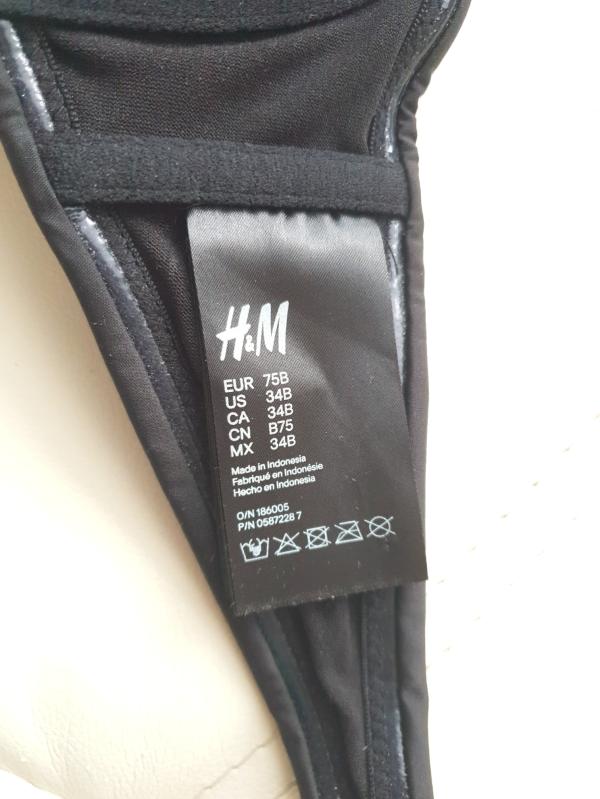 H&M
EUR 75B
US 34B
CA 34B
CN B75
MX 34B
Made in Indonesia
Fabriqué en Indonésie
Hecho en Indonesia
O/N 186005
P/N 0587228 7